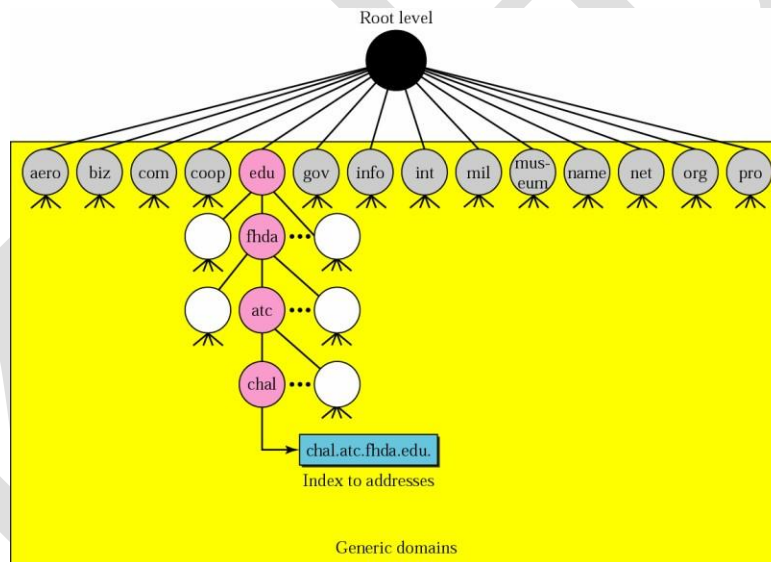 Root level
aero biz com coop edu gov info int mil mus-
eum name net org pro
fhda
atc
chal
chal.atc.fhda.edu.
Index to addresses
Generic domains